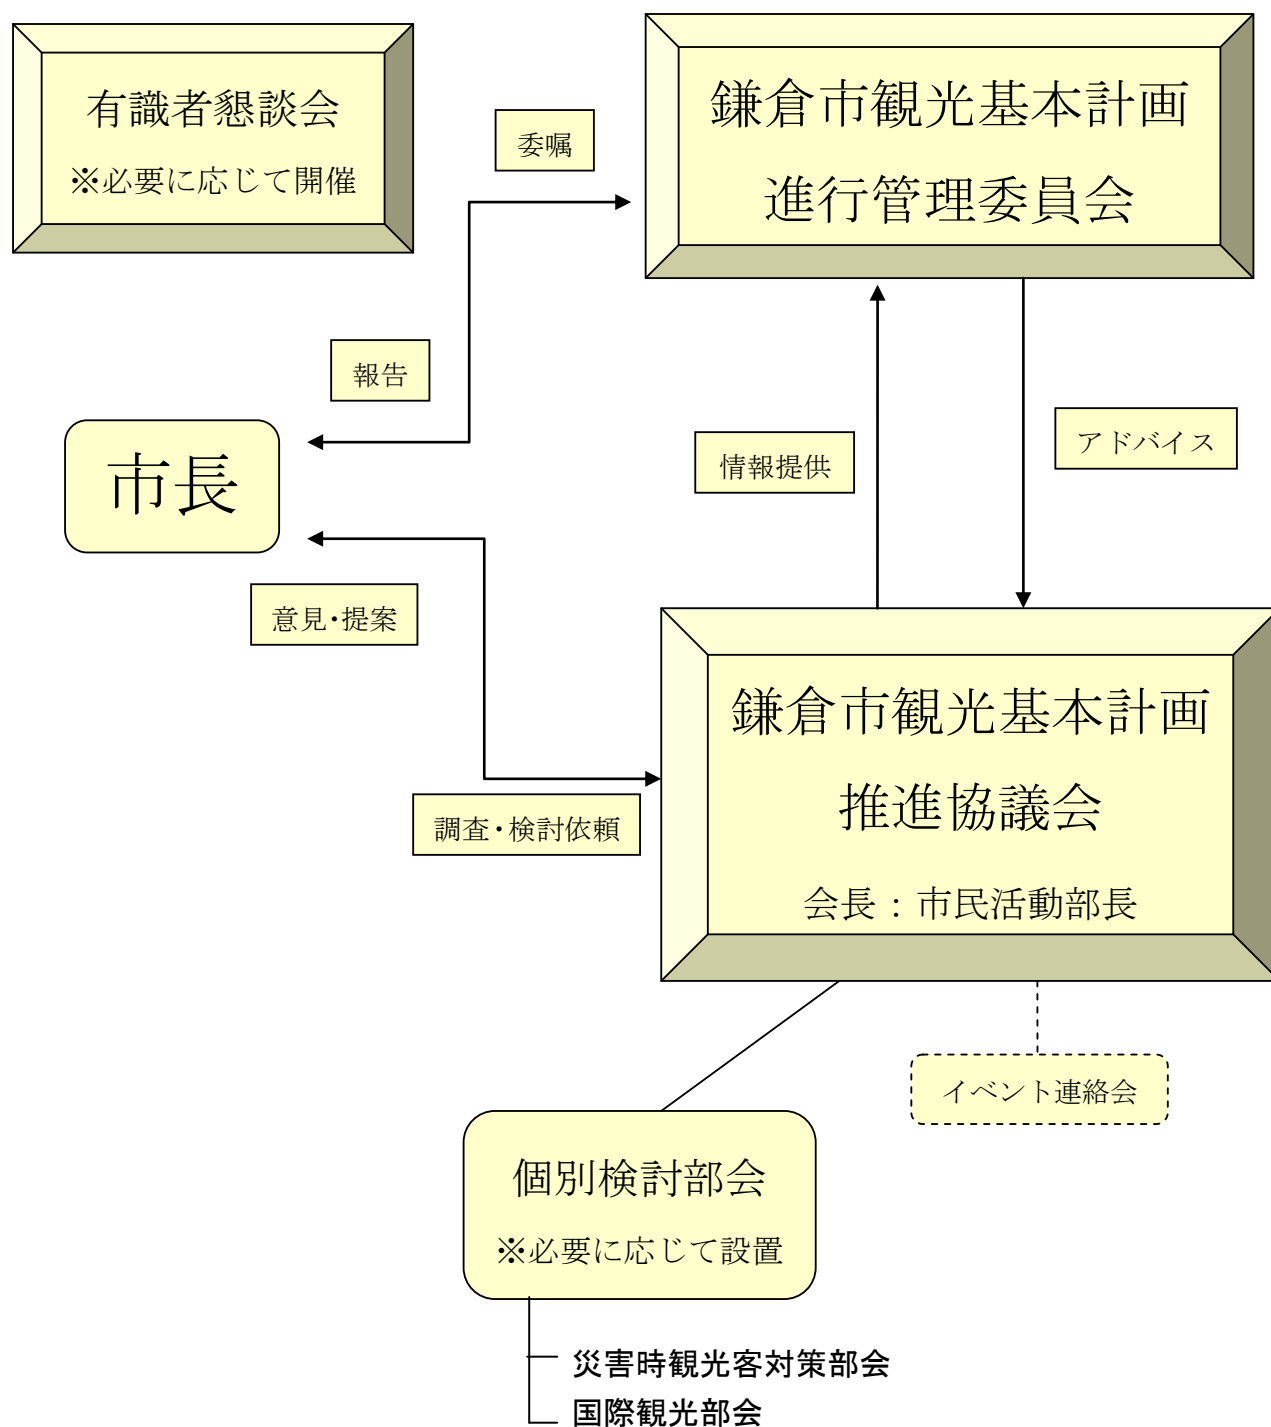 有識者懇談会
※必要に応じて開催
鎌倉市観光基本計画
進行管理委員会
委嘱
報告
市長
情報提供
アドバイス
意見・提案
鎌倉市観光基本計画
推進協議会
会長：市民活動部長
調査・検討依頼
イベント連絡会
個別検討部会
※必要に応じて設置
災害時観光客対策部会
国際観光部会